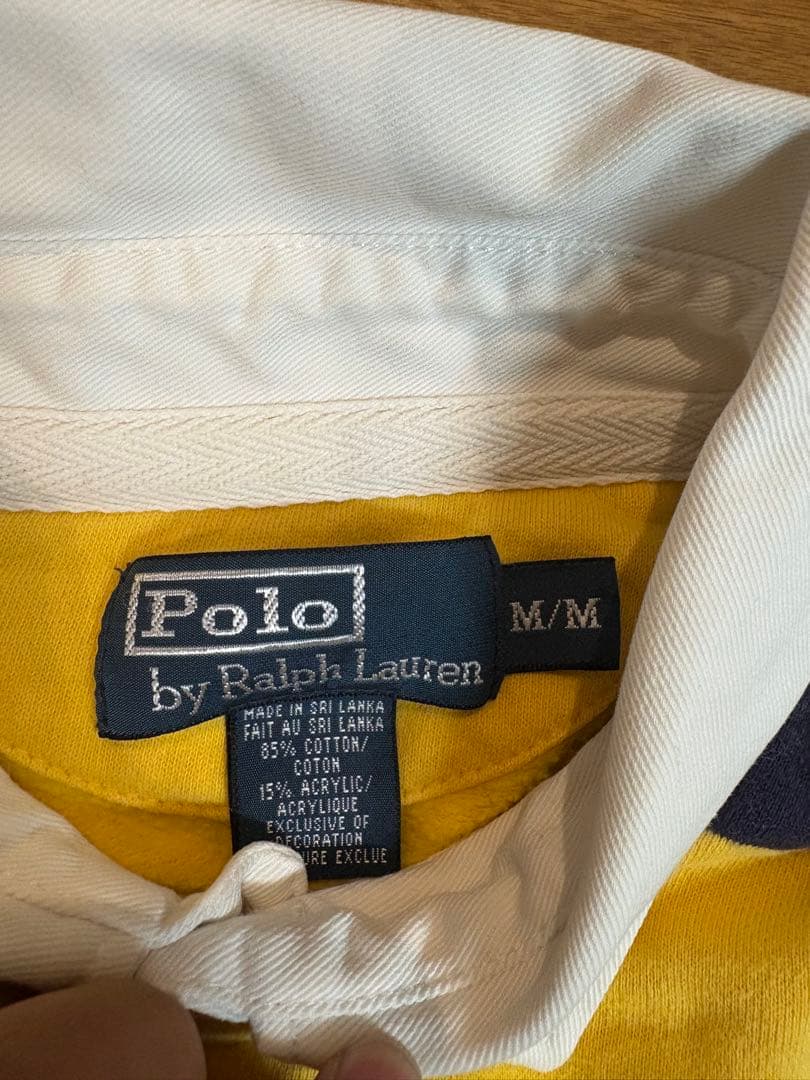 Polo
by Ralph Lauren
M/M
MADE IN SRI LANKA
FAIT AU SRI LANKA
85% COTTON/
COTON
15% ACRYLIC/
ACRYLIQUE
EXCLUSIVE OF
DECORATION
EXCLUE